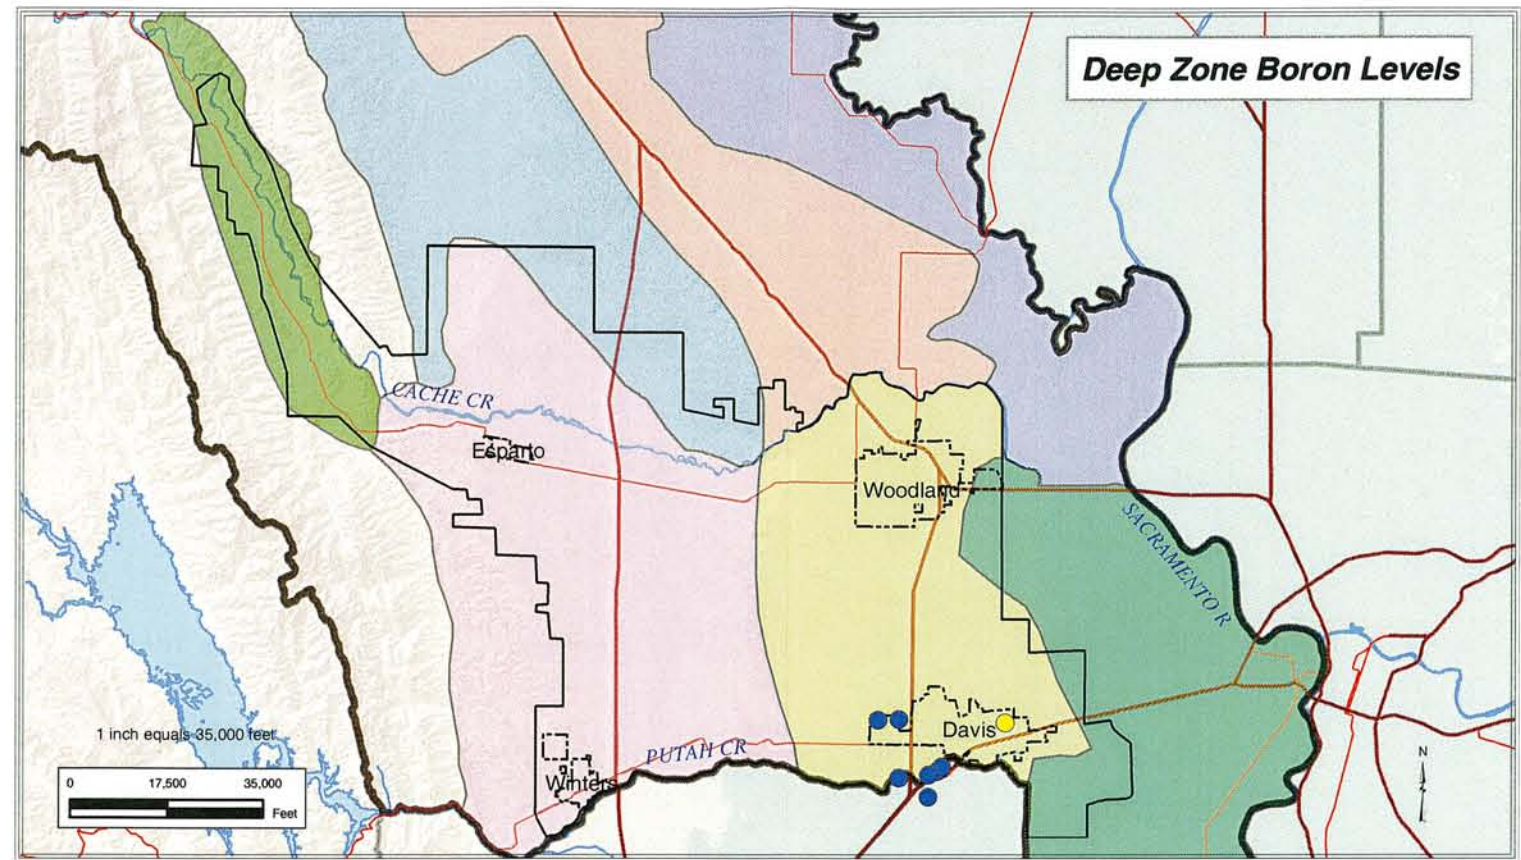 Deep Zone Boron Levels
CACHE CR
Esparto
Woodland
SACRAMENTO R
Davis
PUTAH CR
Winters
1 inch equals 35,000 feet
0 17,500 35,000
Feet
N